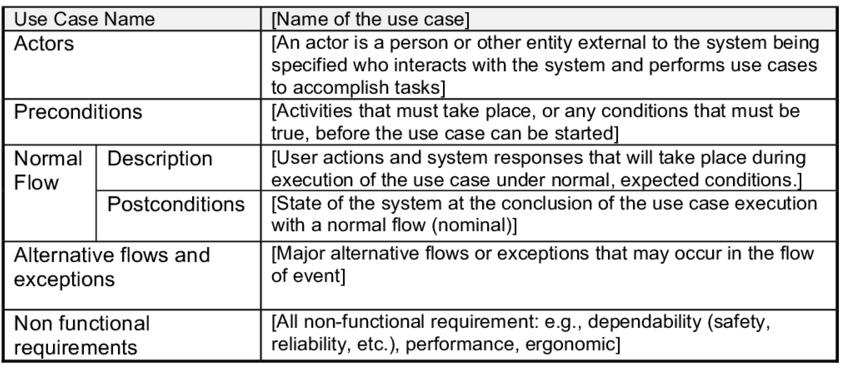 Use Case Name
[Name of the use case]
Actors
[An actor is a person or other entity external to the system being
specified who interacts with the system and performs use cases
to accomplish tasks]
Preconditions
[Activities that must take place, or any conditions that must be
true, before the use case can be started]
Normal
Flow
Description
[User actions and system responses that will take place during
execution of the use case under normal, expected conditions.]
Postconditions
[State of the system at the conclusion of the use case execution
with a normal flow (nominal)]
Alternative flows and
exceptions
[Major alternative flows or exceptions that may occur in the flow
of event]
Non functional
requirements
[All non-functional requirement: e.g., dependability (safety,
reliability, etc.), performance, ergonomic]